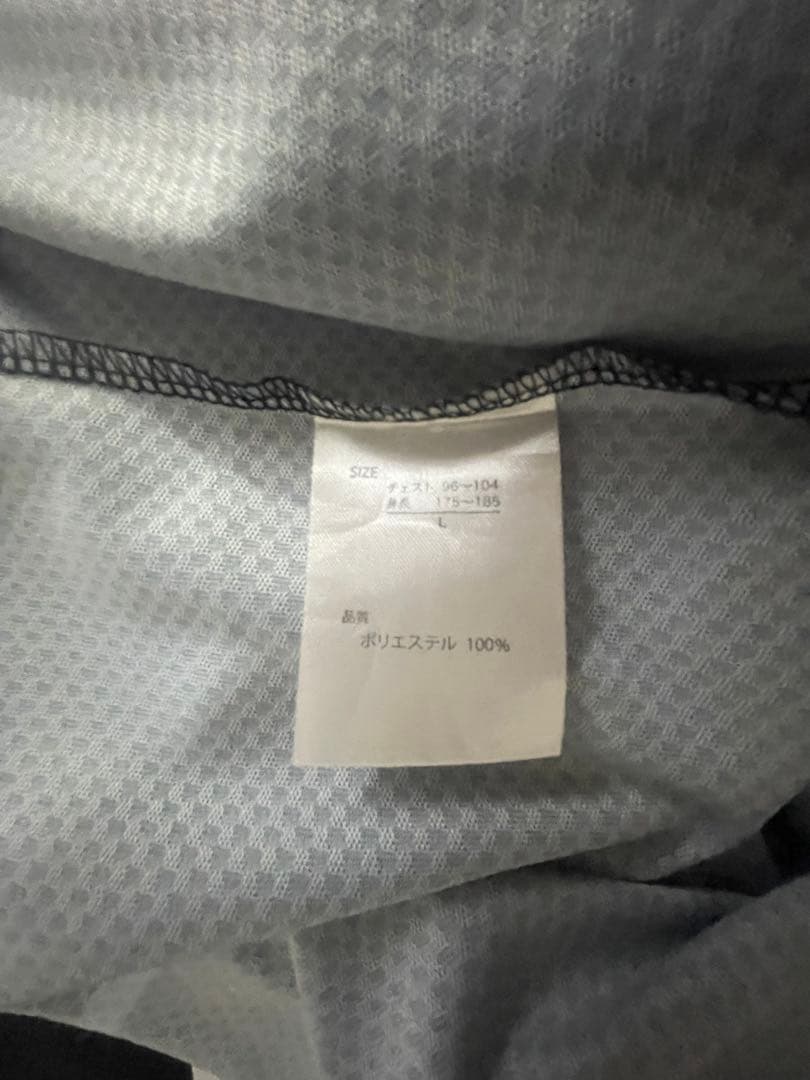 SIZE
チェスト 96～104
身長 175～185
L
品質
ポリエステル 100%